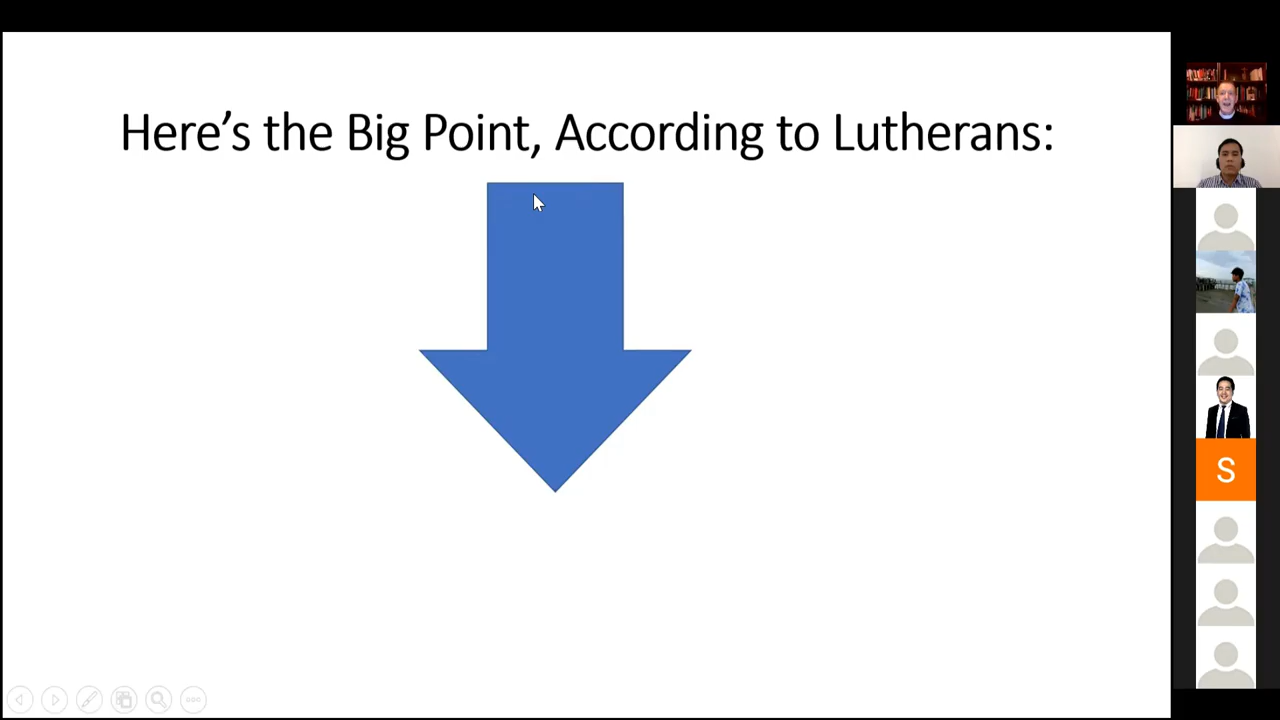 Here’s the Big Point, According to Lutherans:
S